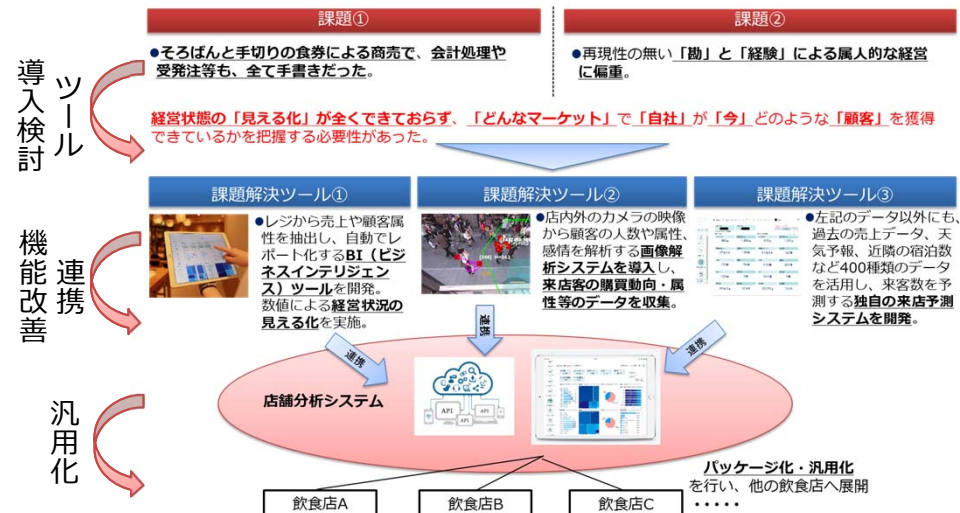 課題①
課題②
●そろばんと手切りの食券による商売で、会計処理や
受発注等も、全て手書きだった。
●再現性の無い「勘」と「経験」による属人的な経営
に偏重。
ツール
導入検討
経営状態の「見える化」が全くできておらず、「どんなマーケット」で「自社」が「今」どのような「顧客」を獲得
できているかを把握する必要性があった。
課題解決ツール①
課題解決ツール②
課題解決ツール③
連携
機能改善
●レジから売上や顧客属
性を抽出し、自動でレ
ポート化するBI（ビジ
ネスインテリジェン
ス）ツールを開発。
数値による経営状況の
見える化を実施。
●店内外のカメラの映像
から顧客の人数や属性、
感情を解析する画像解
析システムを導入し、
来店客の購買動向・属
性等のデータを収集。
●左記のデータ以外にも、
過去の売上データ、天
気予報、近隣の宿泊数
など400種類のデータ
を活用し、来客数を予
測する独自の来店予測
システムを開発。
連携
連携
連携
汎用化
店舗分析システム
API
API
API
パッケージ化・汎用化
を行い、他の飲食店へ展開
・・・・・
飲食店A
飲食店B
飲食店C